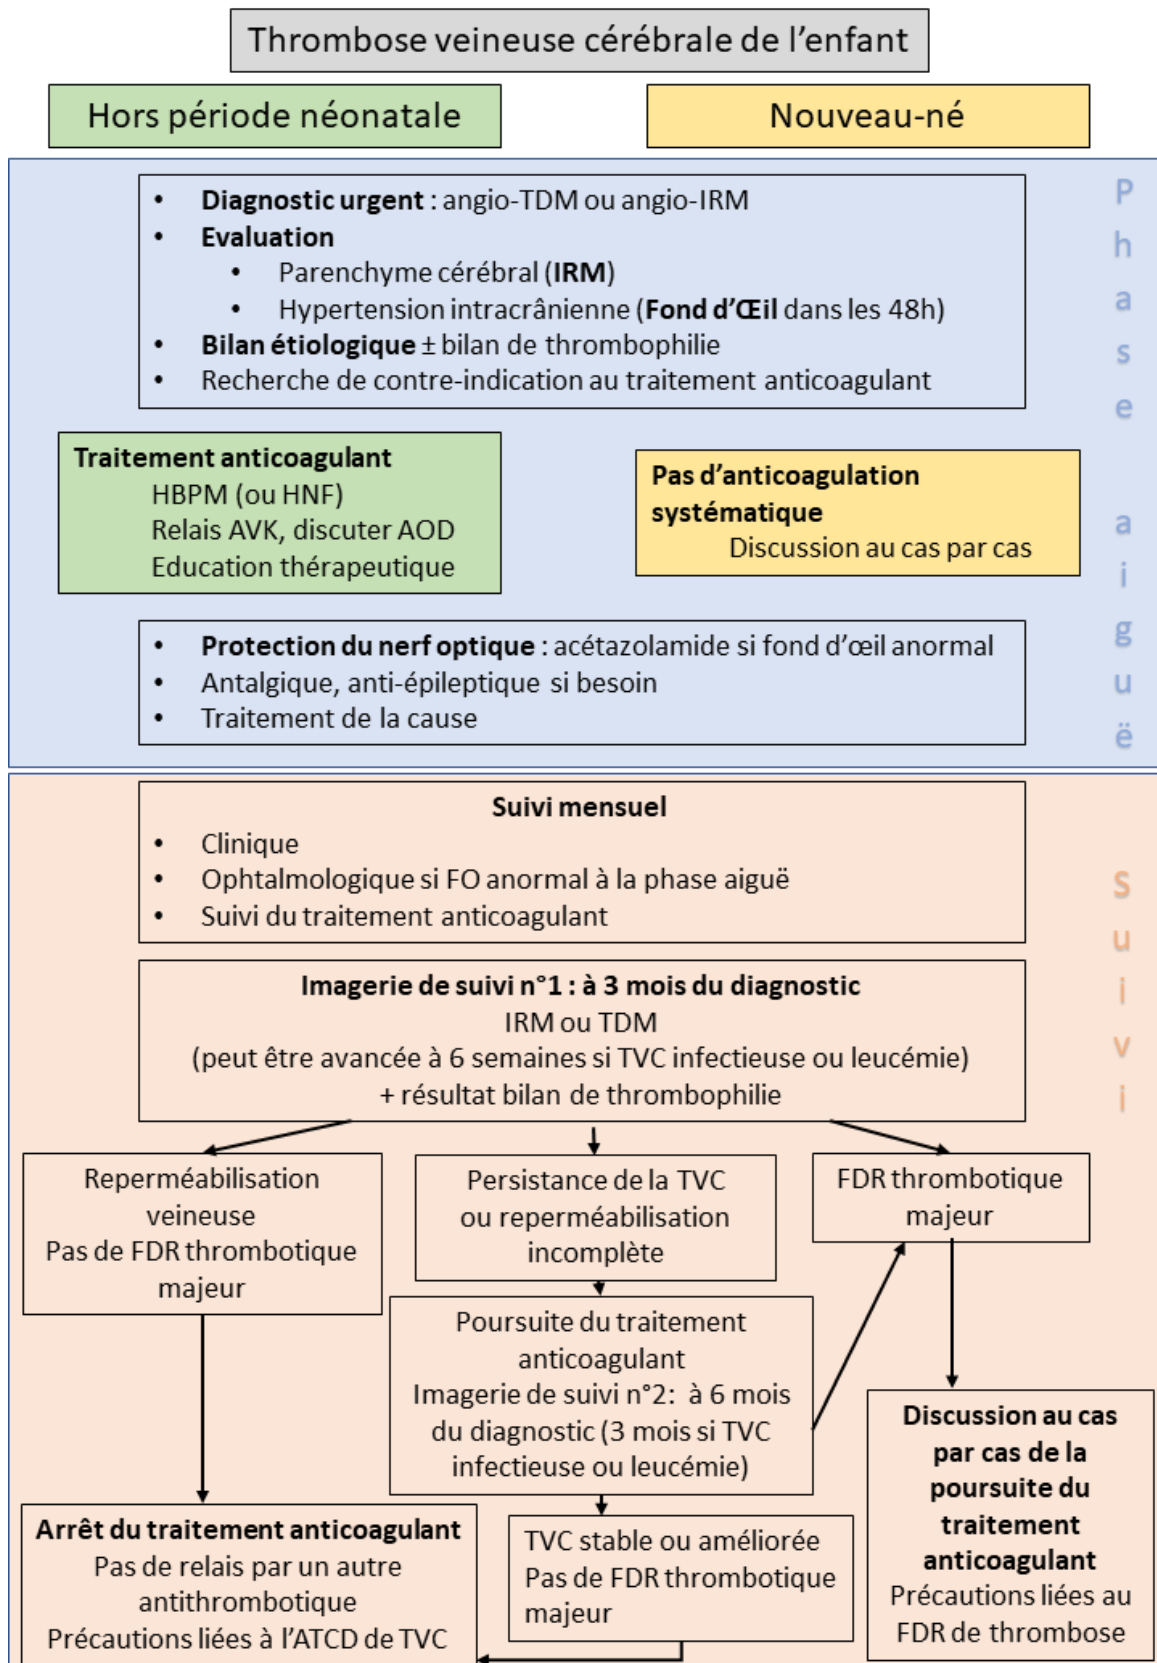 Thrombose veineuse cérébrale de l’enfant
Hors période néonatale
Nouveau-né
Phase aiguë
• Diagnostic urgent : angio-TDM ou angio-IRM
• Evaluation
• Parenchyme cérébral (IRM)
• Hypertension intracrânienne (Fond d’Œil dans les 48h)
• Bilan étiologique ± bilan de thrombophilie
• Recherche de contre-indication au traitement anticoagulant
Traitement anticoagulant
HBPM (ou HNF)
Relais AVK, discuter AOD
Education thérapeutique
Pas d’anticoagulation
systématique
Discussion au cas par cas
• Protection du nerf optique : acétazolamide si fond d’œil anormal
• Antalgique, anti-épileptique si besoin
• Traitement de la cause
Suivi
Suivi mensuel
• Clinique
• Ophtalmologique si FO anormal à la phase aiguë
• Suivi du traitement anticoagulant
Imagerie de suivi n°1 : à 3 mois du diagnostic
IRM ou TDM
(peut être avancée à 6 semaines si TVC infectieuse ou leucémie)
+ résultat bilan de thrombophilie
Reperméabilisation
veineuse
Pas de FDR thrombotique
majeur
Persistance de la TVC
ou reperméabilisation
incomplète
FDR thrombotique
majeur
Poursuite du traitement
anticoagulant
Imagerie de suivi n°2: à 6 mois
du diagnostic (3 mois si TVC
infectieuse ou leucémie)
Discussion au cas
par cas de la
poursuite du
traitement
anticoagulant
Précautions liées au
FDR de thrombose
Arrêt du traitement anticoagulant
Pas de relais par un autre
antithrombotique
Précautions liées à l’ATCD de TVC
TVC stable ou améliorée
Pas de FDR thrombotique
majeur